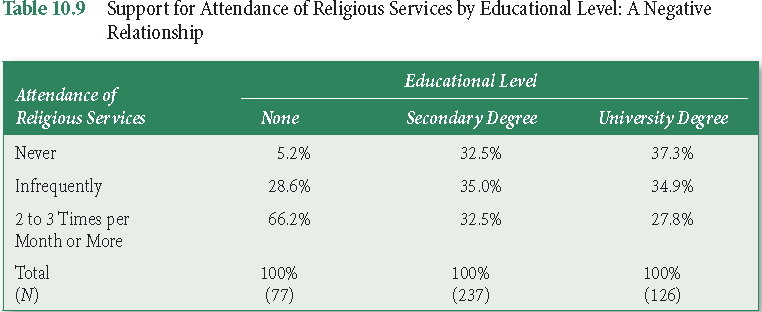 Table 10.9 Support for Attendance of Religious Services by Educational Level: A Negative
Relationship
Educational Level
Attendance of
Religious Services None Secondary Degree University Degree
Never 5.2% 32.5% 37.3%
Infrequently 28.6% 35.0% 34.9%
2 to 3 Times per 66.2% 32.5% 27.8%
Month or More
Total 100% 100% 100%
(N) (77) (237) (126)